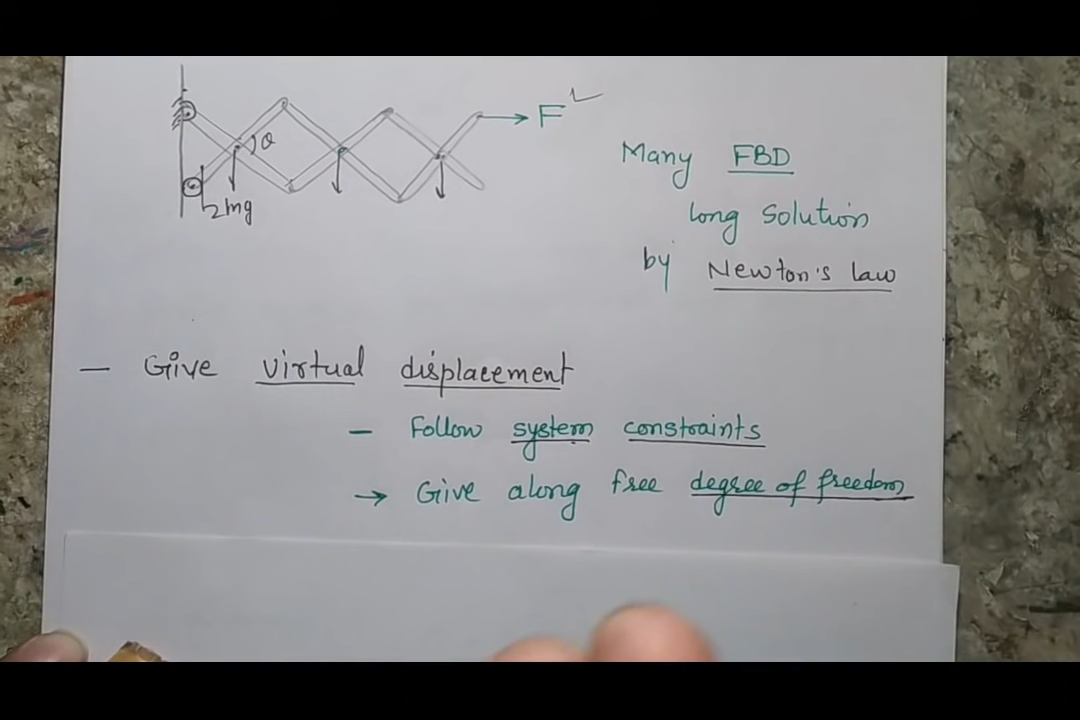 F
θ
2mg
Many FBD
long solution
by Newton's law
— Give virtual displacement
— Follow system constraints
→ Give along free degree of freedom